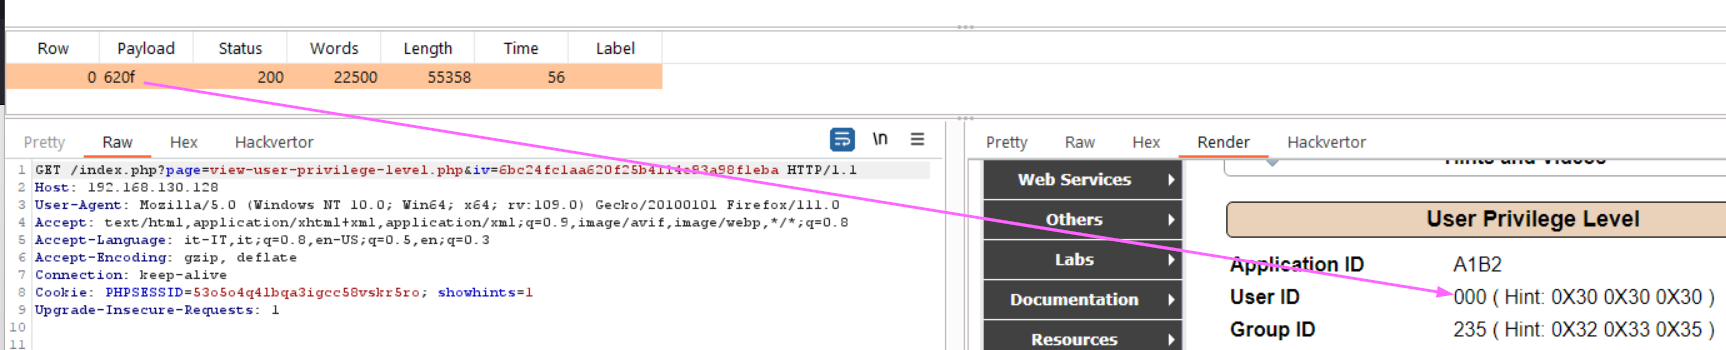 Row Payload Status Words Length Time Label
0 620f 200 22500 55358 56
Pretty Raw Hex Hackvertor \n
1 GET /index.php?page=view-user-privilege-level.php&iv=6bc24fc1aa620f25b4114e93a98f1eba HTTP/1.1
2 Host: 192.168.130.128
3 User-Agent: Mozilla/5.0 (Windows NT 10.0; Win64; x64; rv:109.0) Gecko/20100101 Firefox/111.0
4 Accept: text/html,application/xhtml+xml,application/xml;q=0.9,image/avif,image/webp,*/*;q=0.8
5 Accept-Language: it-IT,it;q=0.8,en-US;q=0.5,en;q=0.3
6 Accept-Encoding: gzip, deflate
7 Connection: keep-alive
8 Cookie: PHPSESSID=53o5o4q41bqa3igcc58vskr5ro; showhints=1
9 Upgrade-Insecure-Requests: 1
10
11
Pretty Raw Hex Render Hackvertor
Hints and Videos
Web Services
Others
Labs
Documentation
Resources
User Privilege Level
Application ID A1B2
User ID 000 ( Hint: 0X30 0X30 0X30 )
Group ID 235 ( Hint: 0X32 0X33 0X35 )